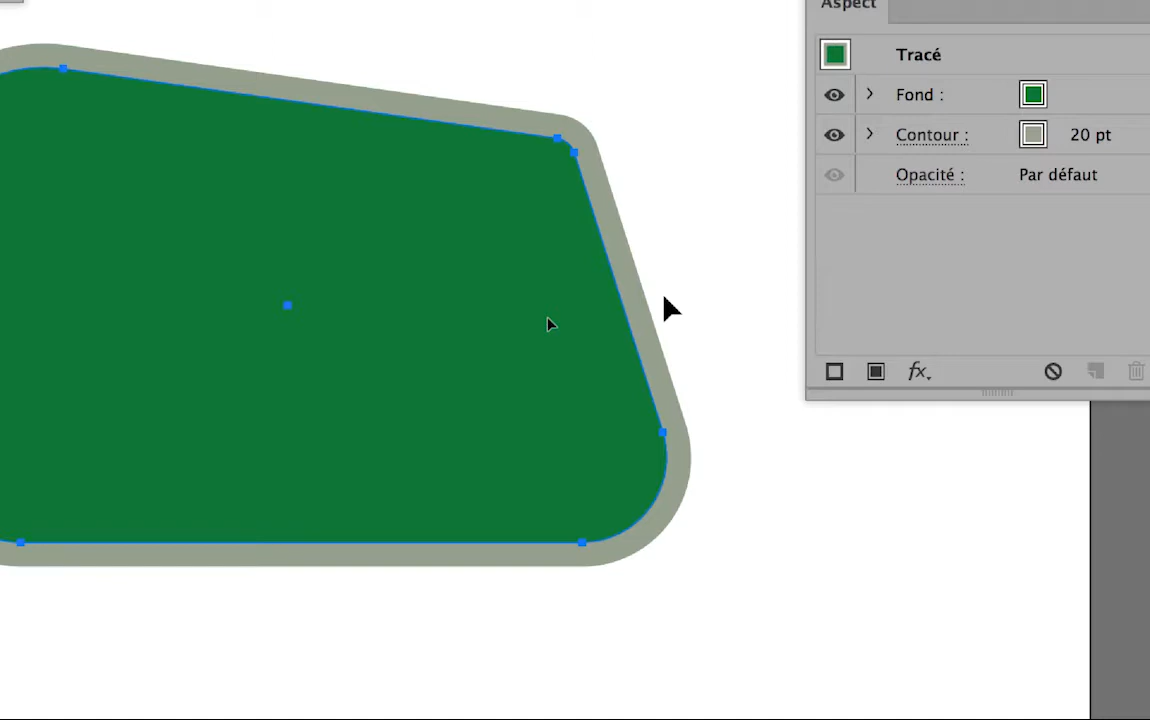 Aspect
Tracé
Fond :
Contour : 20 pt
Opacité : Par défaut
fx